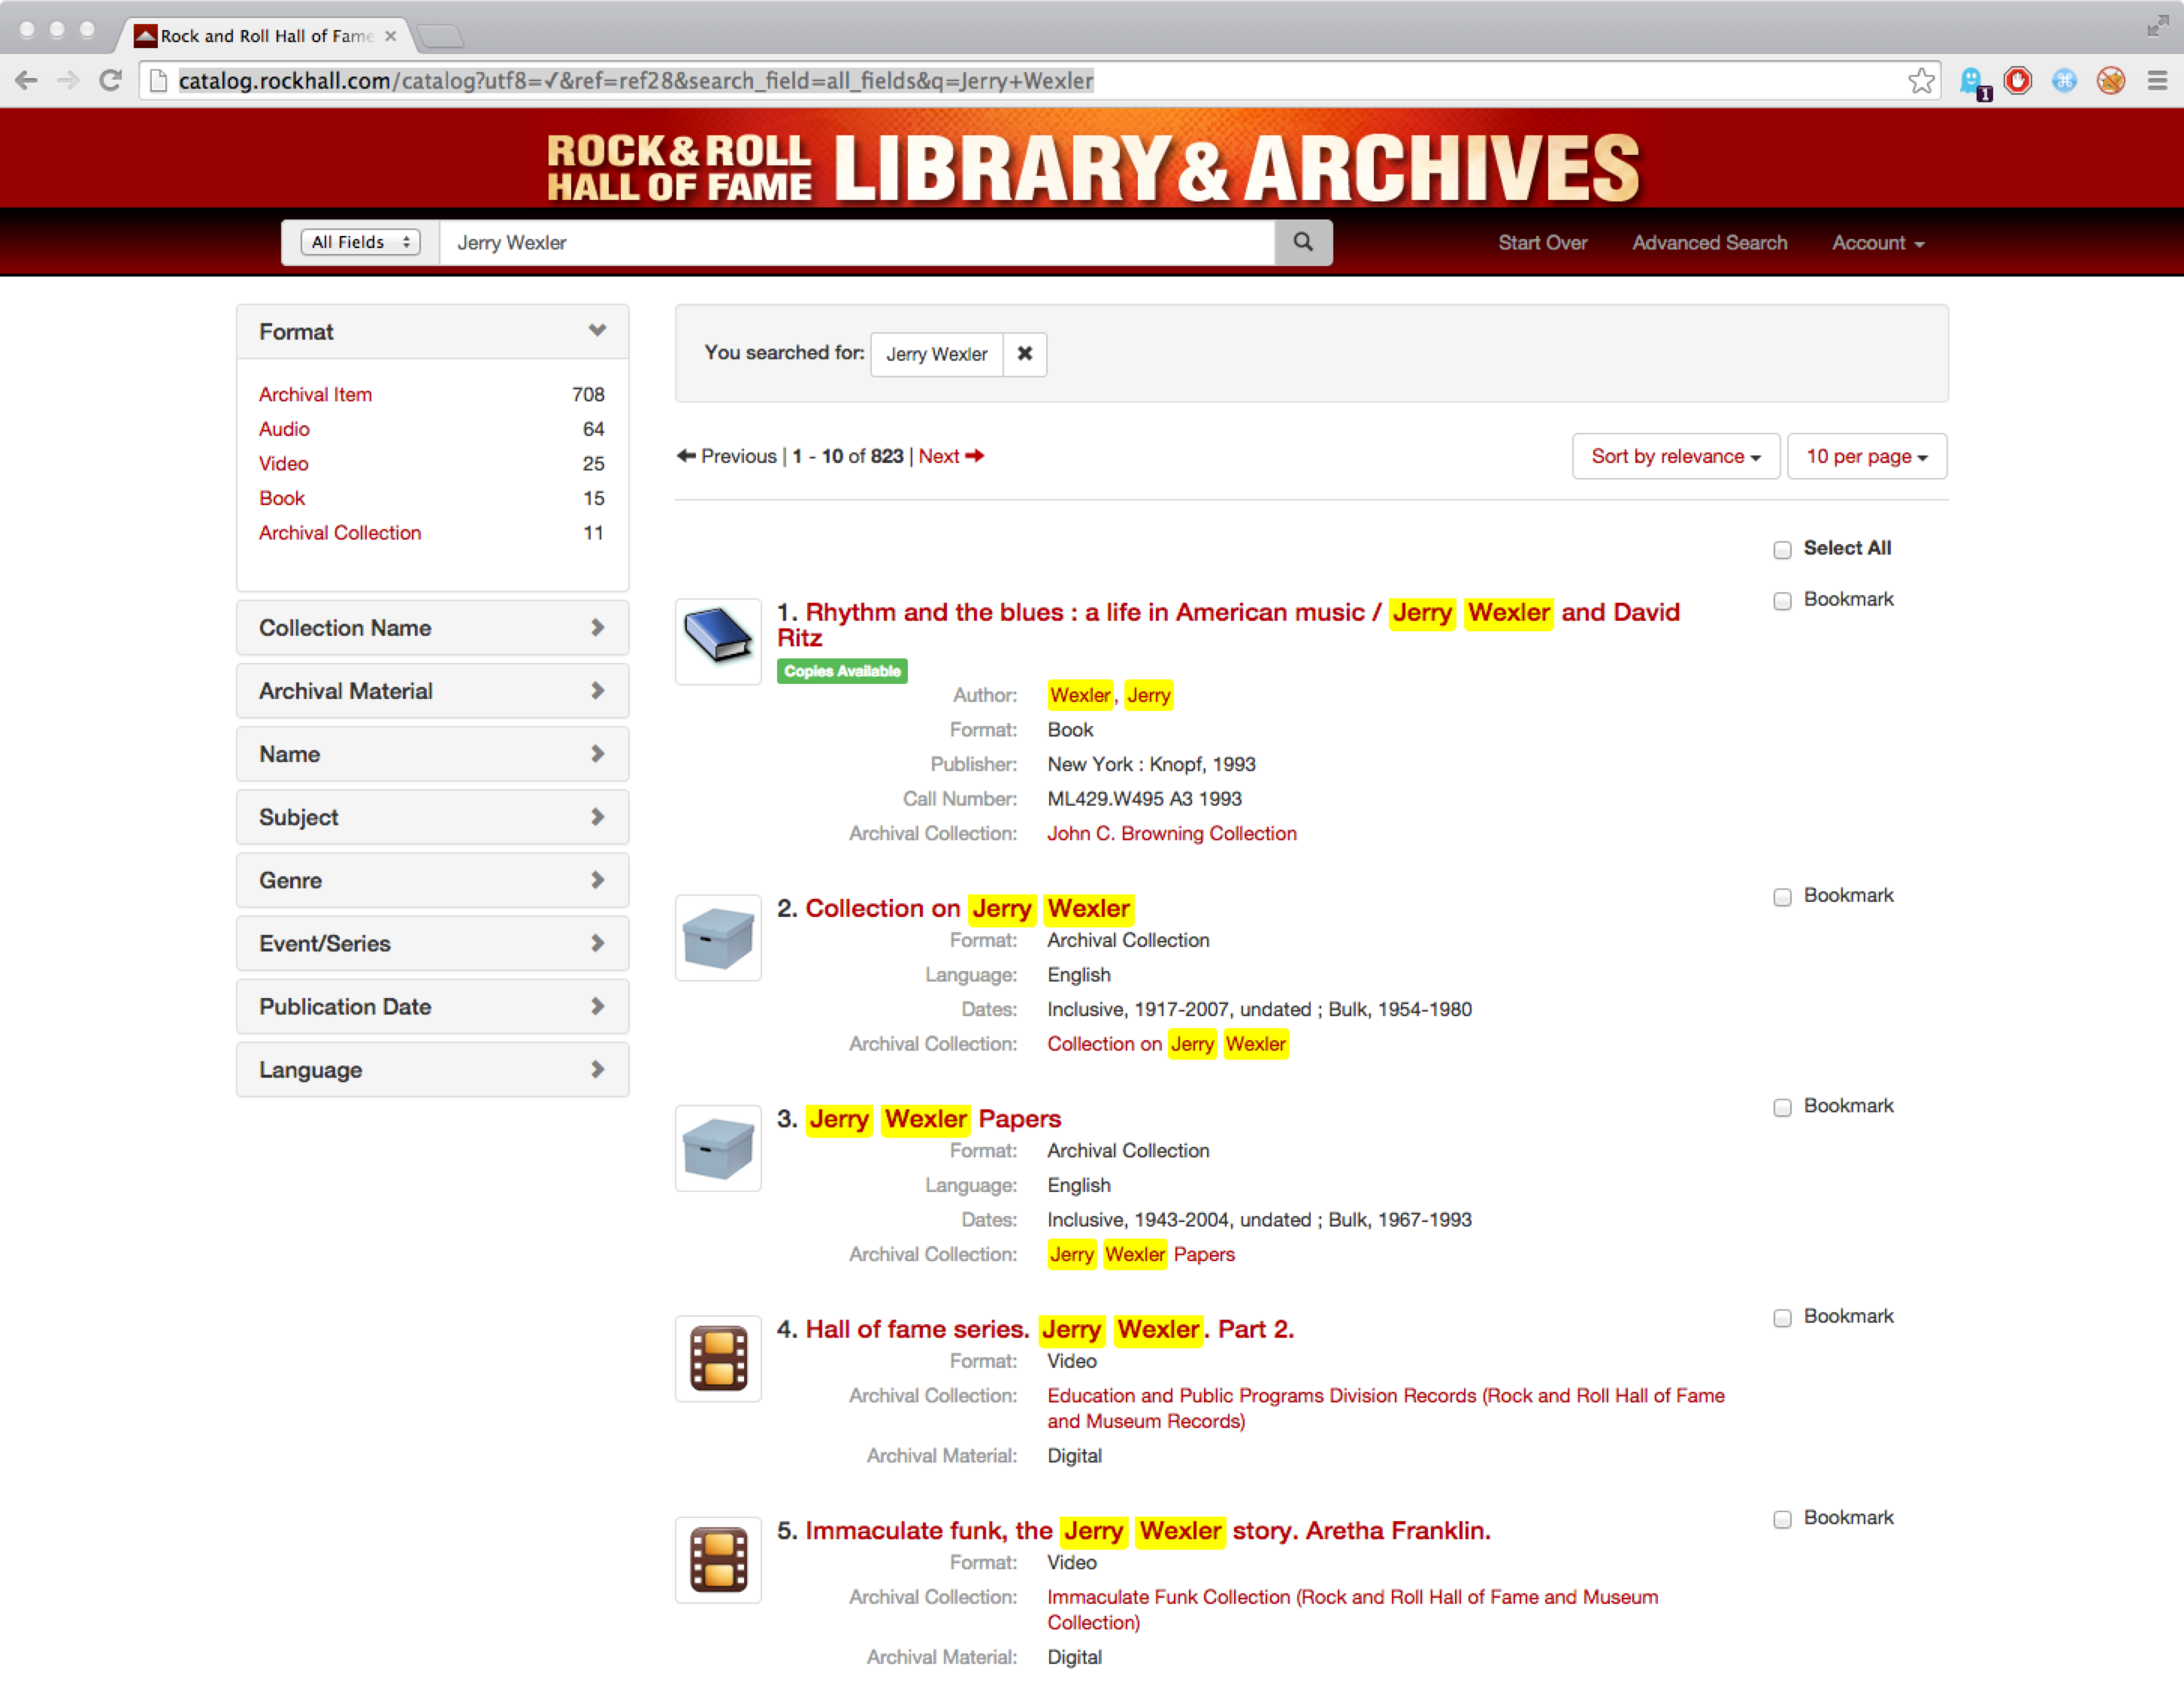 Rock and Roll Hall of Fame
catalog.rockhall.com/catalog?utf8=✓&ref=ref28&search_field=all_fields&q=Jerry+Wexler
1
ROCK & ROLL
HALL OF FAME
LIBRARY & ARCHIVES
All Fields
Jerry Wexler
Start Over
Advanced Search
Account
Format
Archival Item 708
Audio 64
Video 25
Book 15
Archival Collection 11
Collection Name
Archival Material
Name
Subject
Genre
Event/Series
Publication Date
Language
You searched for: Jerry Wexler
Previous | 1 - 10 of 823 | Next
Sort by relevance
10 per page
Select All
1. Rhythm and the blues : a life in American music / Jerry Wexler and David
Ritz
Bookmark
Copies Available
Author: Wexler, Jerry
Format: Book
Publisher: New York : Knopf, 1993
Call Number: ML429.W495 A3 1993
Archival Collection: John C. Browning Collection
2. Collection on Jerry Wexler
Bookmark
Format: Archival Collection
Language: English
Dates: Inclusive, 1917-2007, undated ; Bulk, 1954-1980
Archival Collection: Collection on Jerry Wexler
3. Jerry Wexler Papers
Bookmark
Format: Archival Collection
Language: English
Dates: Inclusive, 1943-2004, undated ; Bulk, 1967-1993
Archival Collection: Jerry Wexler Papers
4. Hall of fame series. Jerry Wexler. Part 2.
Bookmark
Format: Video
Archival Collection: Education and Public Programs Division Records (Rock and Roll Hall of Fame
and Museum Records)
Archival Material: Digital
5. Immaculate funk, the Jerry Wexler story. Aretha Franklin.
Bookmark
Format: Video
Archival Collection: Immaculate Funk Collection (Rock and Roll Hall of Fame and Museum
Collection)
Archival Material: Digital